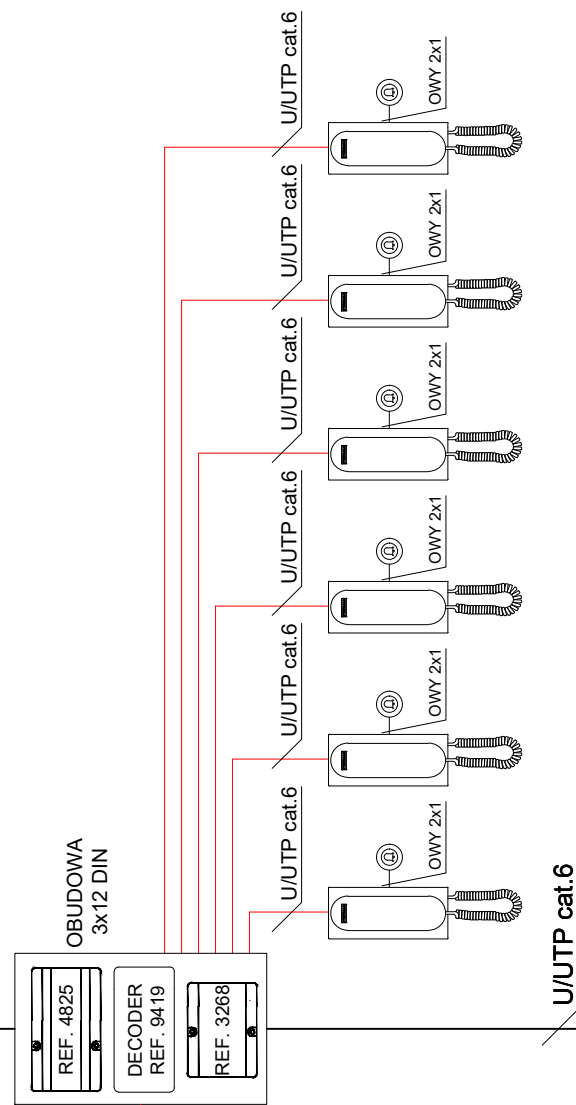 U/UTP cat.6
OWY 2x1
U/UTP cat.6
OWY 2x1
U/UTP cat.6
OWY 2x1
U/UTP cat.6
OWY 2x1
U/UTP cat.6
OWY 2x1
U/UTP cat.6
OWY 2x1
OBUDOWA
3x12 DIN
REF. 4825
DECODER
REF. 9419
REF. 3268
U/UTP cat.6